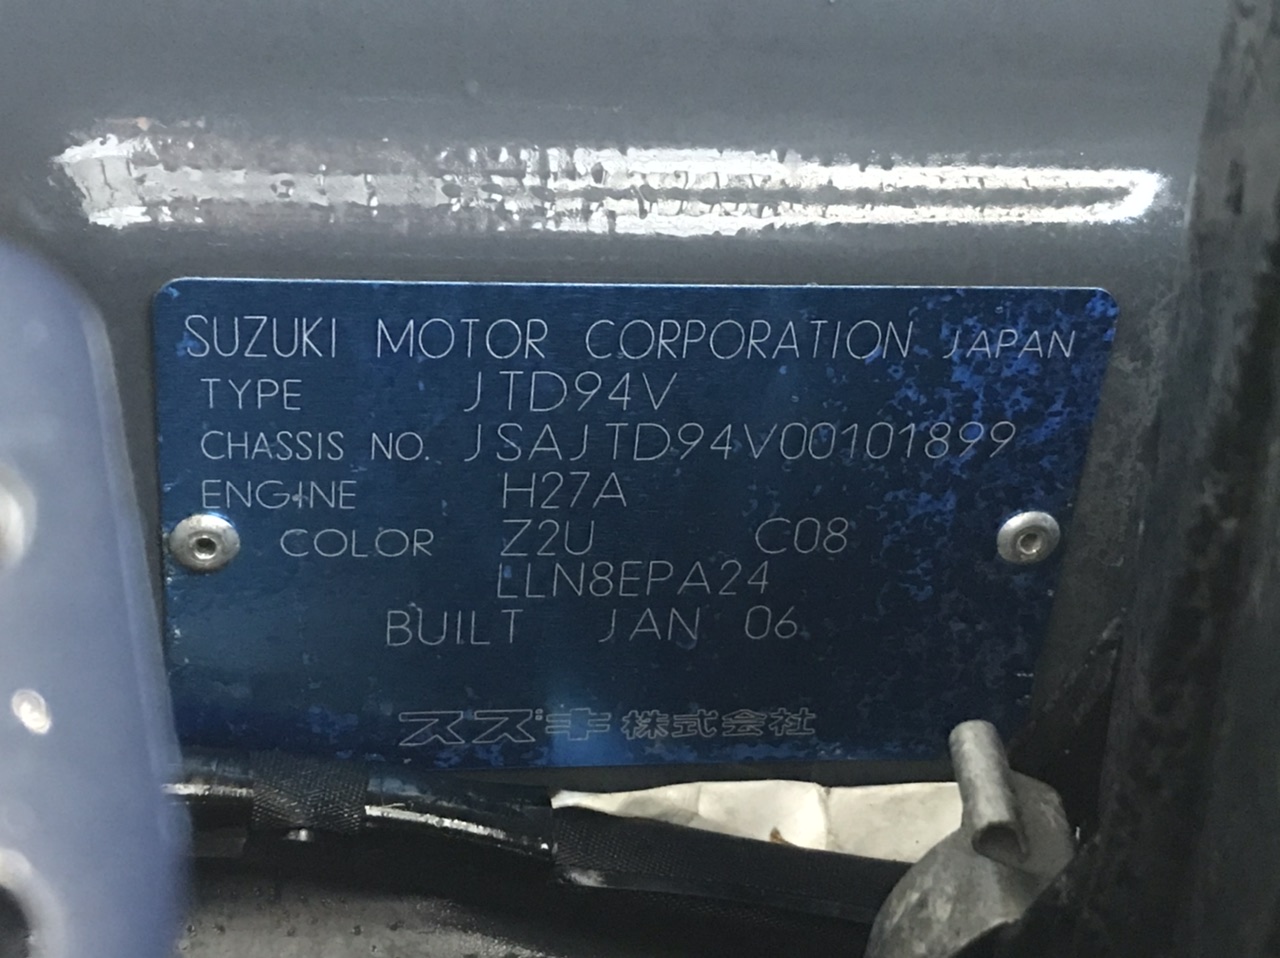 SUZUKI MOTOR CORPORATION JAPAN
TYPE JTD94V
CHASSIS NO. JSAJTD94V00101899
ENGINE H27A
COLOR Z2U C08
LLN8EPA24
BUILT JAN 06
スズキ株式会社